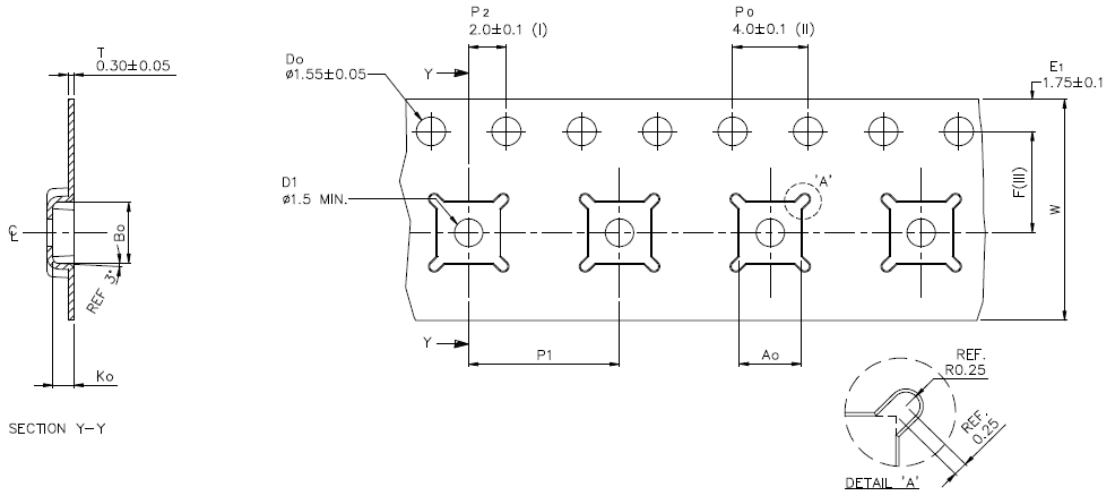 T
0.30±0.05
Do
ø1.55±0.05
P2
2.0±0.1 (I)
Po
4.0±0.1 (II)
E1
1.75±0.1
Y
D1
ø1.5 MIN.
'A'
F(III)
W
Bo
REF 3°
Ko
Y
P1
Ao
SECTION Y-Y
REF.
R0.25
REF.
0.25
DETAIL 'A'